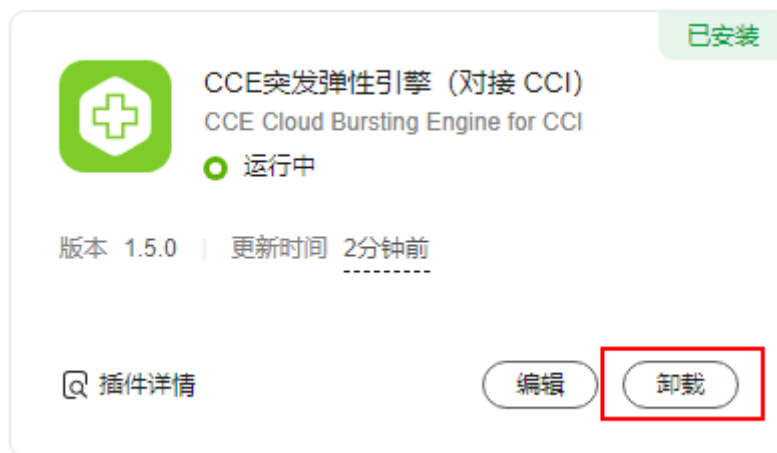 已安装
CCE突发弹性引擎（对接 CCI）
CCE Cloud Bursting Engine for CCI
运行中
版本 1.5.0 更新时间 2分钟前
插件详情 编辑 卸载